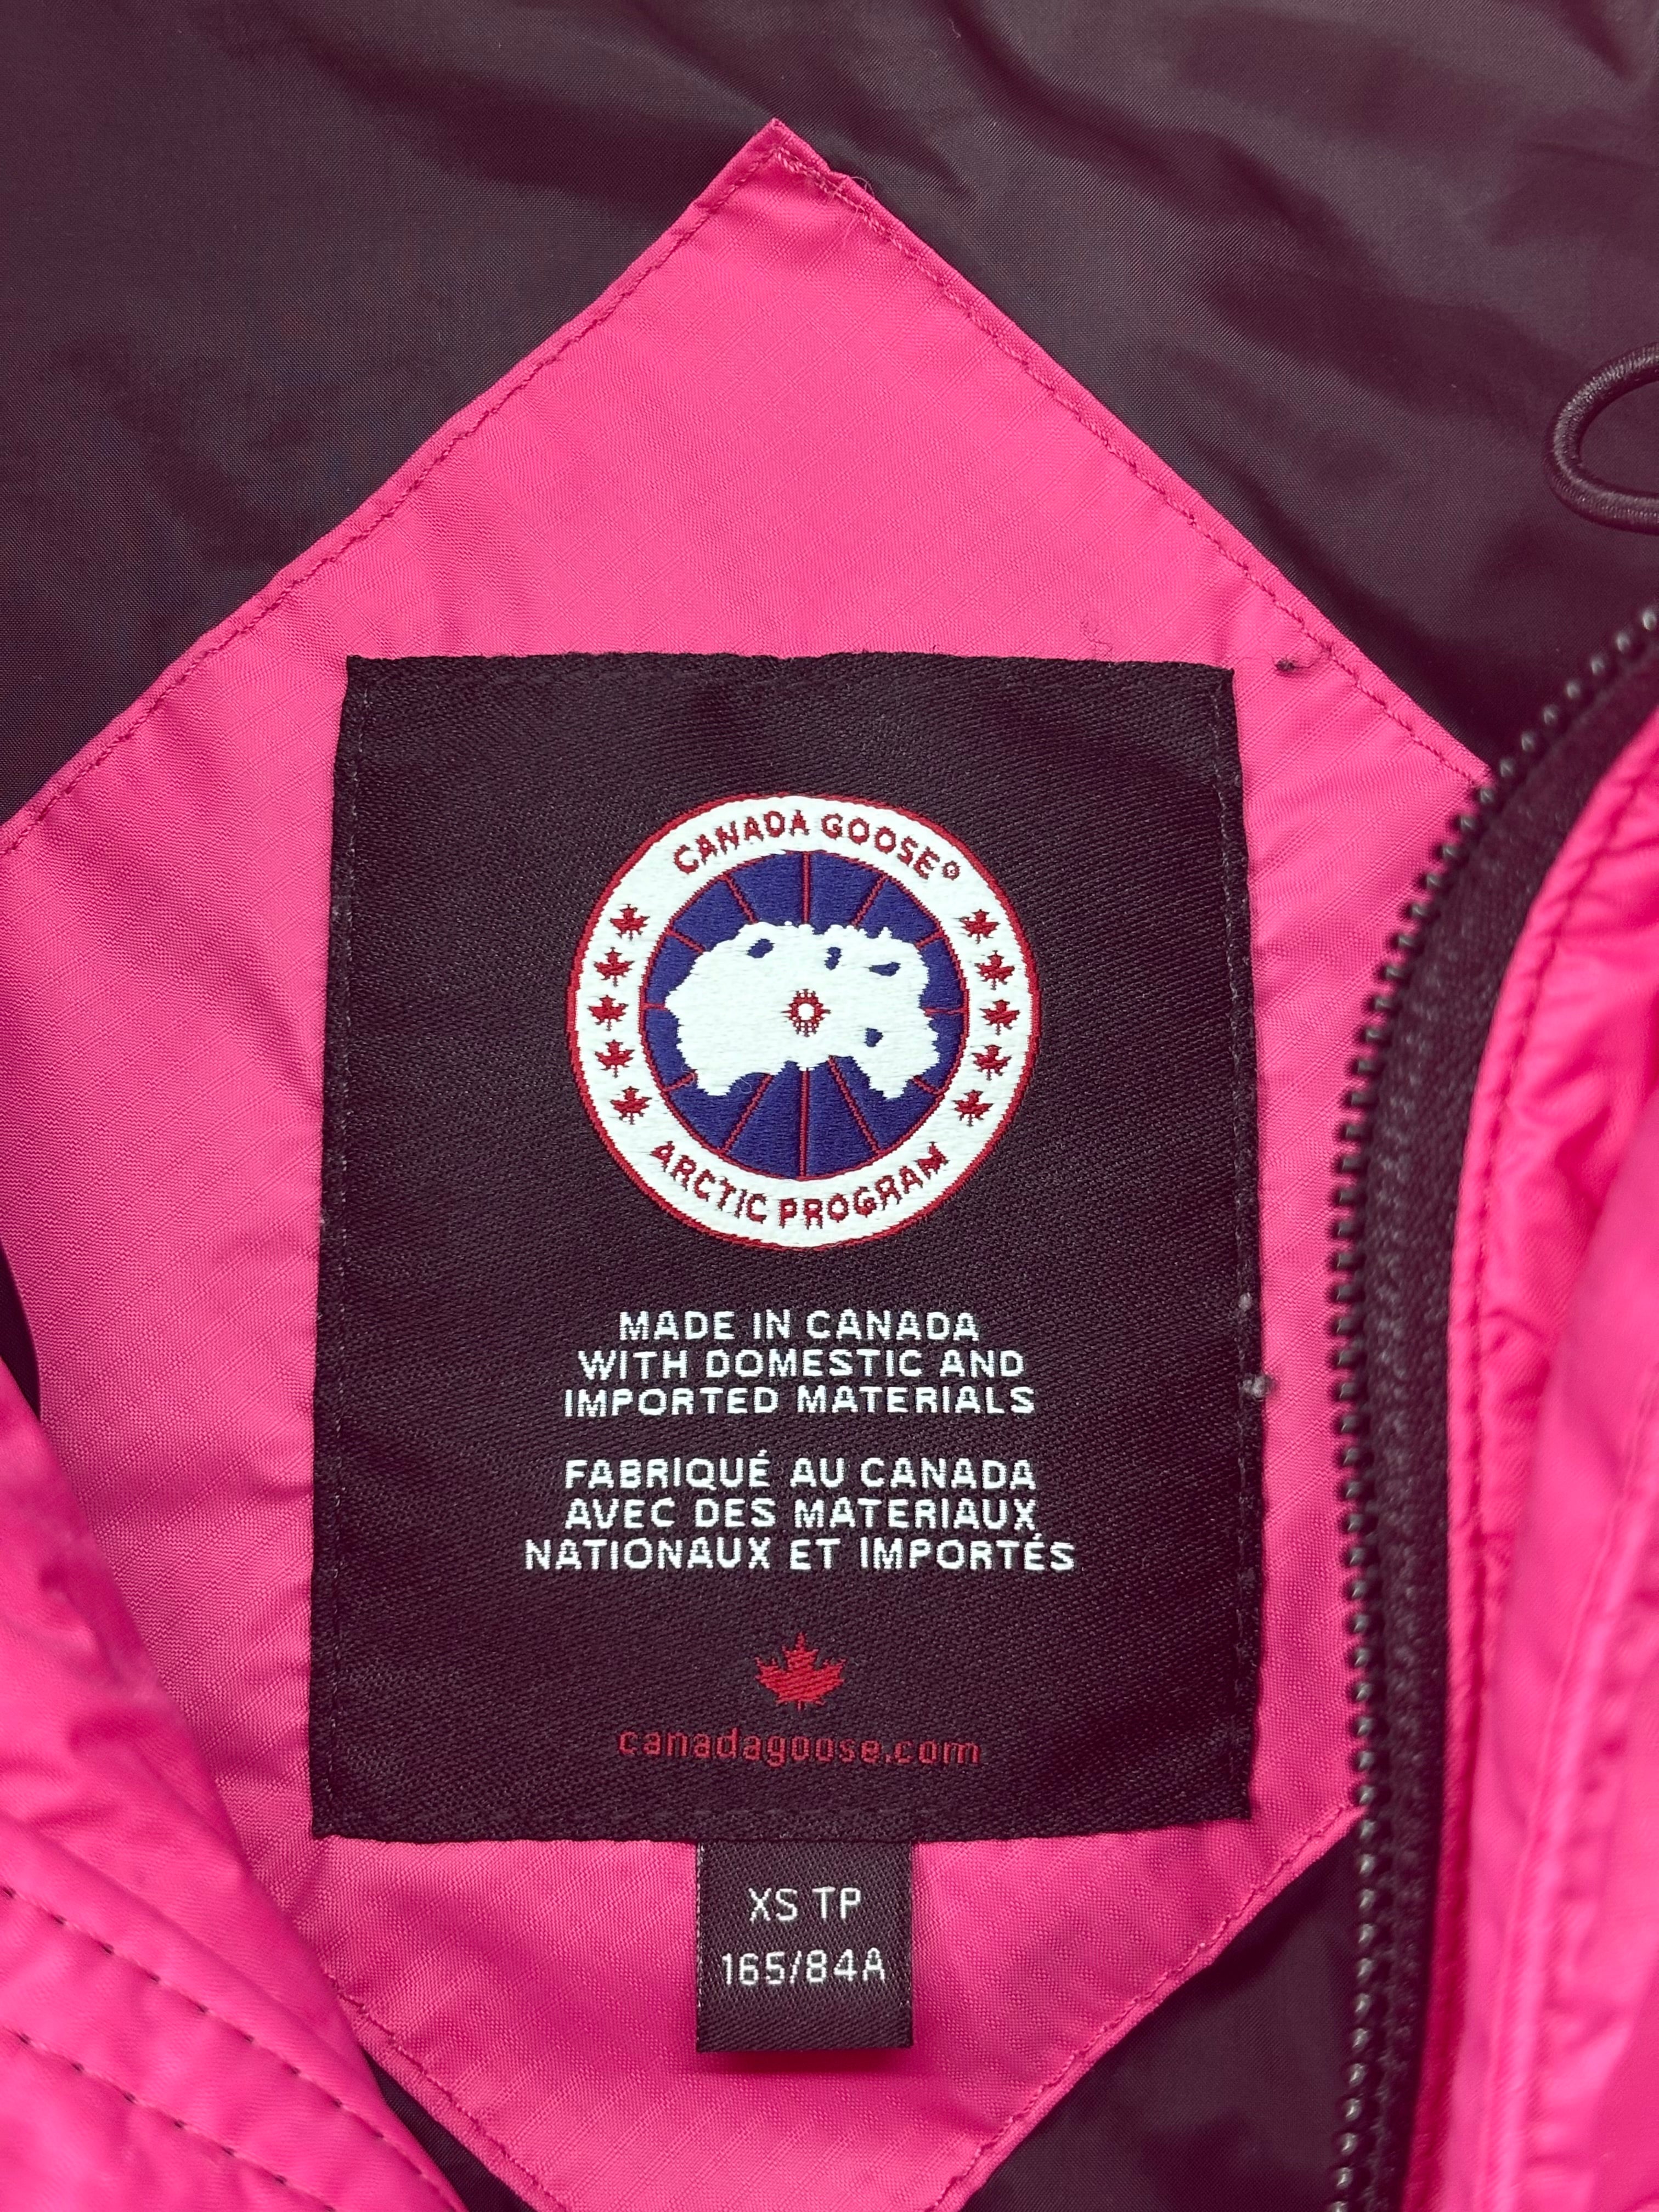 CANADA GOOSE®
ARCTIC PROGRAM
MADE IN CANADA
WITH DOMESTIC AND
IMPORTED MATERIALS
FABRIQUÉ AU CANADA
AVEC DES MATERIAUX
NATIONAUX ET IMPORTÉS
canadagoose.com
XS TP
165/84A